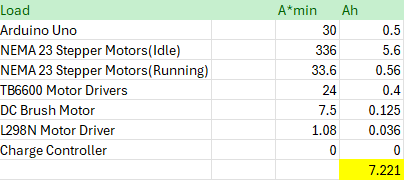 Load A*min Ah
Arduino Uno 30 0.5
NEMA 23 Stepper Motors(Idle) 336 5.6
NEMA 23 Stepper Motors(Running) 33.6 0.56
TB6600 Motor Drivers 24 0.4
DC Brush Motor 7.5 0.125
L298N Motor Driver 1.08 0.036
Charge Controller 0 0
7.221